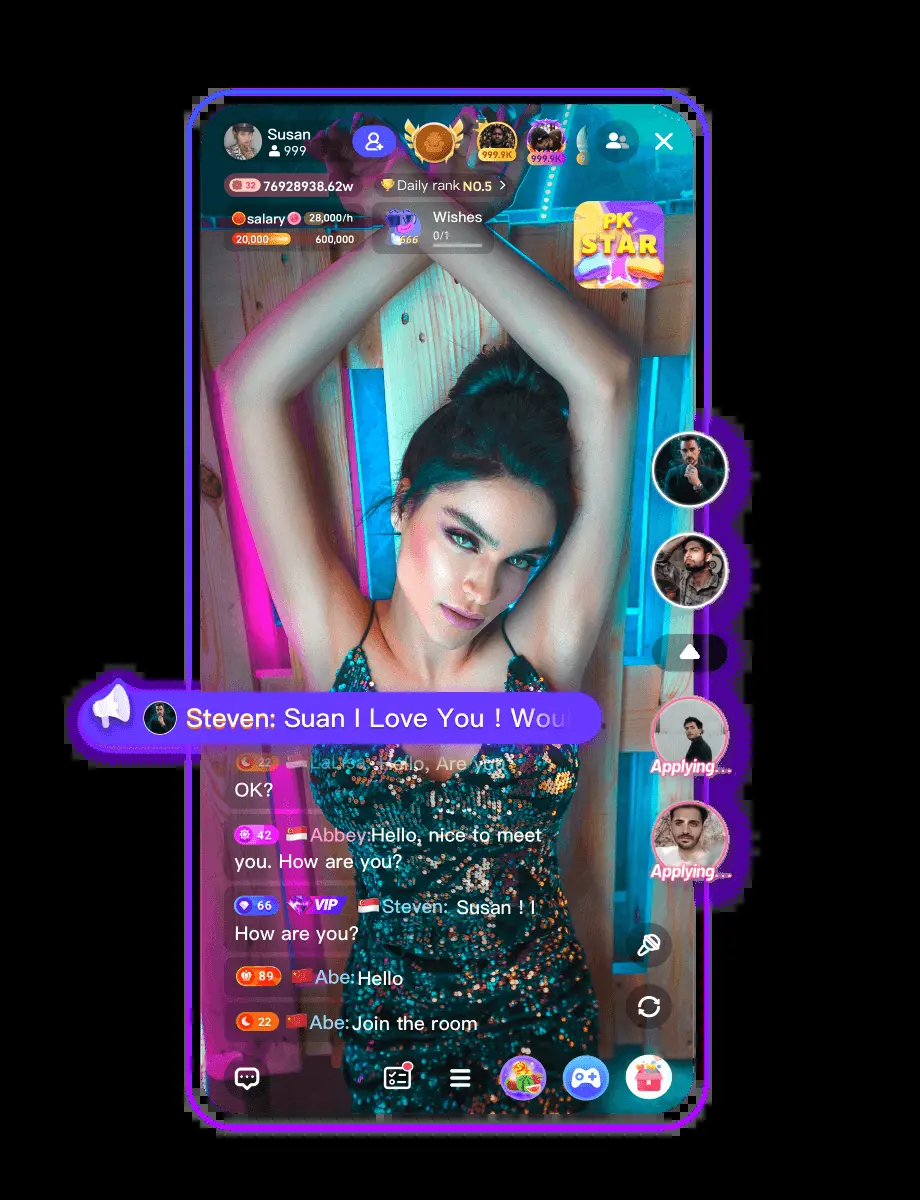 Susan
999
999.9K
999.9K
32 76928938.62w
Daily rank NO.5
salary 28,000/h
20,000 600,000
Wishes
0/1
666
PK
STAR
Steven: Suan I Love You ! Wou
22 Hello, Are you
OK?
42 Abbey:Hello, nice to meet
you. How are you?
66 VIP Steven: Susan ! I
How are you?
89 Abe:Hello
22 Abe:Join the room
Applying...
Applying...